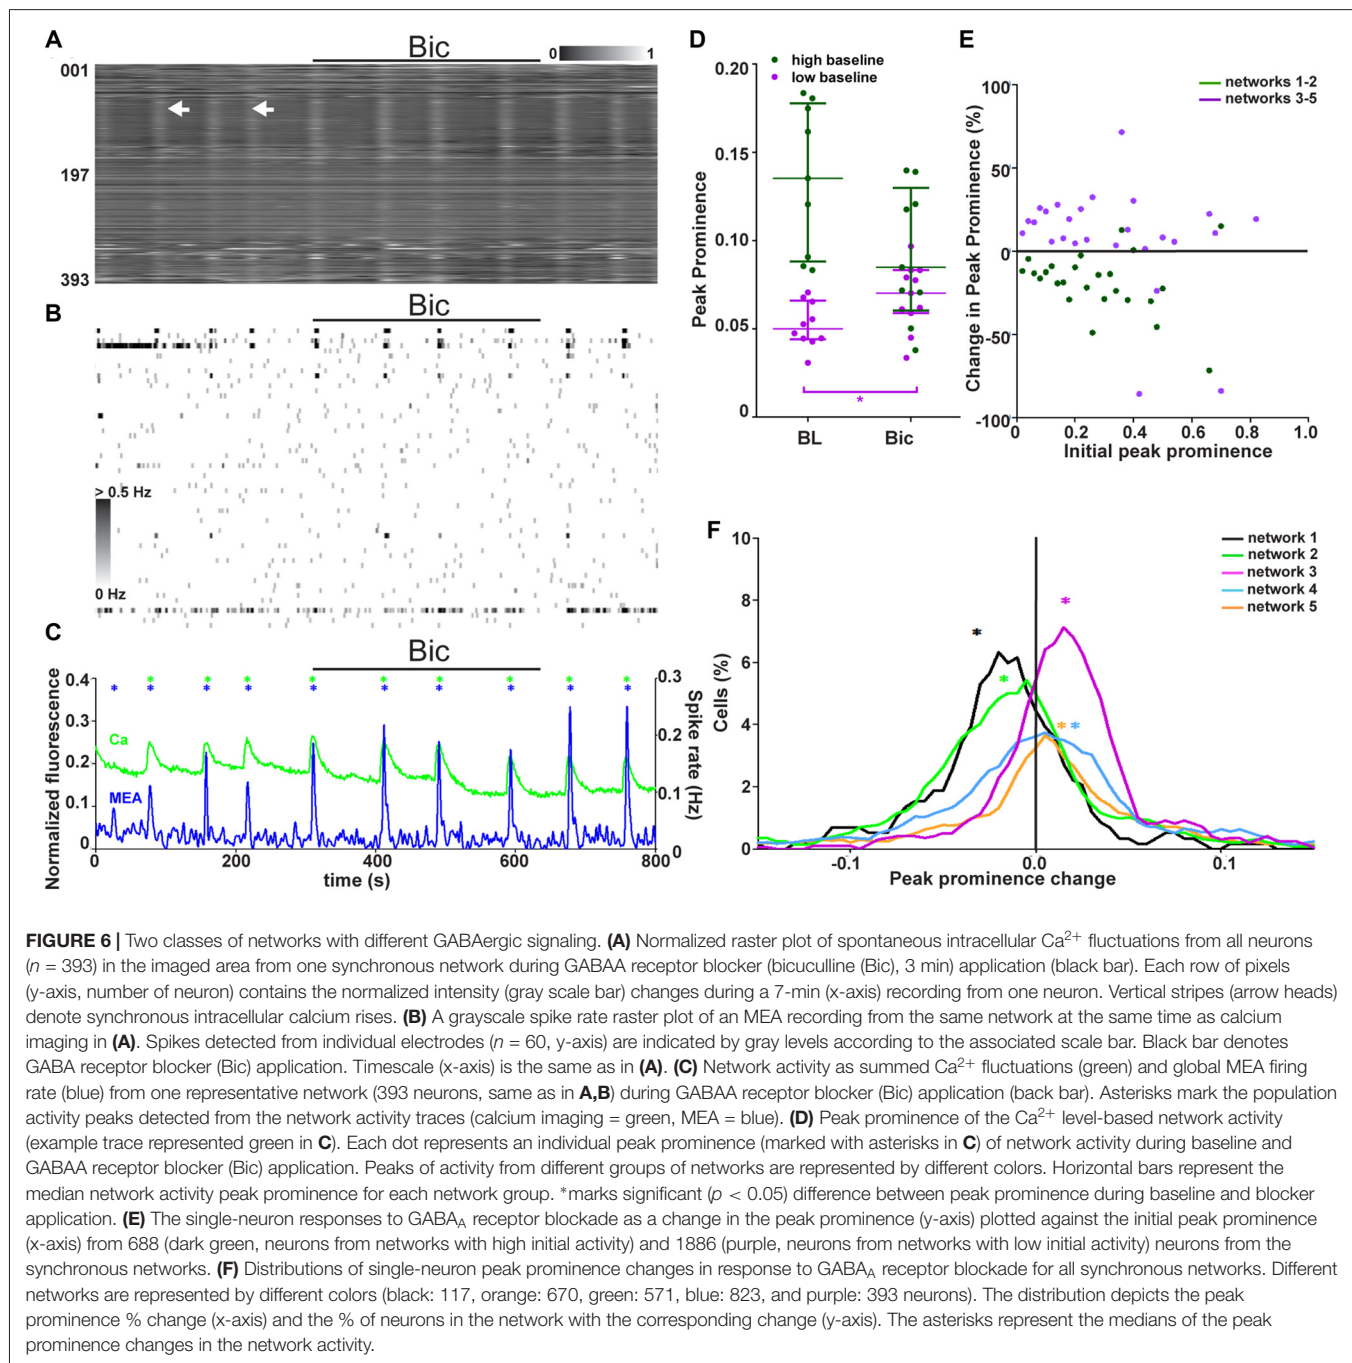 A
Bic
0
1
001
197
393
B
Bic
> 0.5 Hz
0 Hz
C
Bic
0.4
0.3
0.2
0.1
0
Normalized fluorescence
* * * * * * * * *
* * * * * * * * * *
Ca
MEA
0.3
0.2
0.1
0
Spike rate (Hz)
0 200 400 600 800
time (s)
D
high baseline
low baseline
0.20
0.15
0.10
0.05
0
Peak Prominence
*
BL Bic
E
networks 1-2
networks 3-5
100
50
0
-50
-100
Change in Peak Prominence (%)
0 0.2 0.4 0.6 0.8 1.0
Initial peak prominence
F
network 1
network 2
network 3
network 4
network 5
10
8
6
4
2
0
Cells (%)
* * * * *
-0.1 0.0 0.1
Peak prominence change
FIGURE 6 | Two classes of networks with different GABAergic signaling. (A) Normalized raster plot of spontaneous intracellular Ca2+ fluctuations from all neurons
(n = 393) in the imaged area from one synchronous network during GABAA receptor blocker (bicuculline (Bic), 3 min) application (black bar). Each row of pixels
(y-axis, number of neuron) contains the normalized intensity (gray scale bar) changes during a 7-min (x-axis) recording from one neuron. Vertical stripes (arrow heads)
denote synchronous intracellular calcium rises. (B) A grayscale spike rate raster plot of an MEA recording from the same network at the same time as calcium
imaging in (A). Spikes detected from individual electrodes (n = 60, y-axis) are indicated by gray levels according to the associated scale bar. Black bar denotes
GABA receptor blocker (Bic) application. Timescale (x-axis) is the same as in (A). (C) Network activity as summed Ca2+ fluctuations (green) and global MEA firing
rate (blue) from one representative network (393 neurons, same as in A,B) during GABAA receptor blocker (Bic) application (back bar). Asterisks mark the population
activity peaks detected from the network activity traces (calcium imaging = green, MEA = blue). (D) Peak prominence of the Ca2+ level-based network activity
(example trace represented green in C). Each dot represents an individual peak prominence (marked with asterisks in C) of network activity during baseline and
GABAA receptor blocker (Bic) application. Peaks of activity from different groups of networks are represented by different colors. Horizontal bars represent the
median network activity peak prominence for each network group. *marks significant (p < 0.05) difference between peak prominence during baseline and blocker
application. (E) The single-neuron responses to GABAA receptor blockade as a change in the peak prominence (y-axis) plotted against the initial peak prominence
(x-axis) from 688 (dark green, neurons from networks with high initial activity) and 1886 (purple, neurons from networks with low initial activity) neurons from the
synchronous networks. (F) Distributions of single-neuron peak prominence changes in response to GABAA receptor blockade for all synchronous networks. Different
networks are represented by different colors (black: 117, orange: 670, green: 571, blue: 823, and purple: 393 neurons). The distribution depicts the peak
prominence % change (x-axis) and the % of neurons in the network with the corresponding change (y-axis). The asterisks represent the medians of the peak
prominence changes in the network activity.